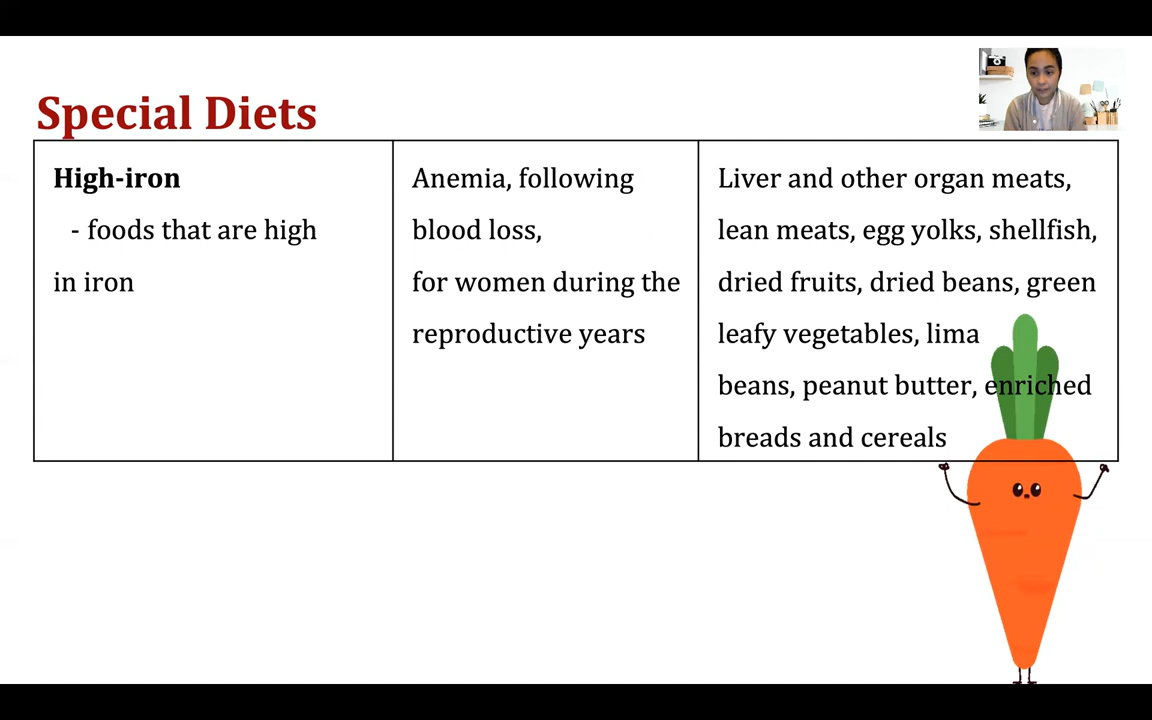 Special Diets
High-iron
- foods that are high
in iron
Anemia, following
blood loss,
for women during the
reproductive years
Liver and other organ meats,
lean meats, egg yolks, shellfish,
dried fruits, dried beans, green
leafy vegetables, lima
beans, peanut butter, enriched
breads and cereals